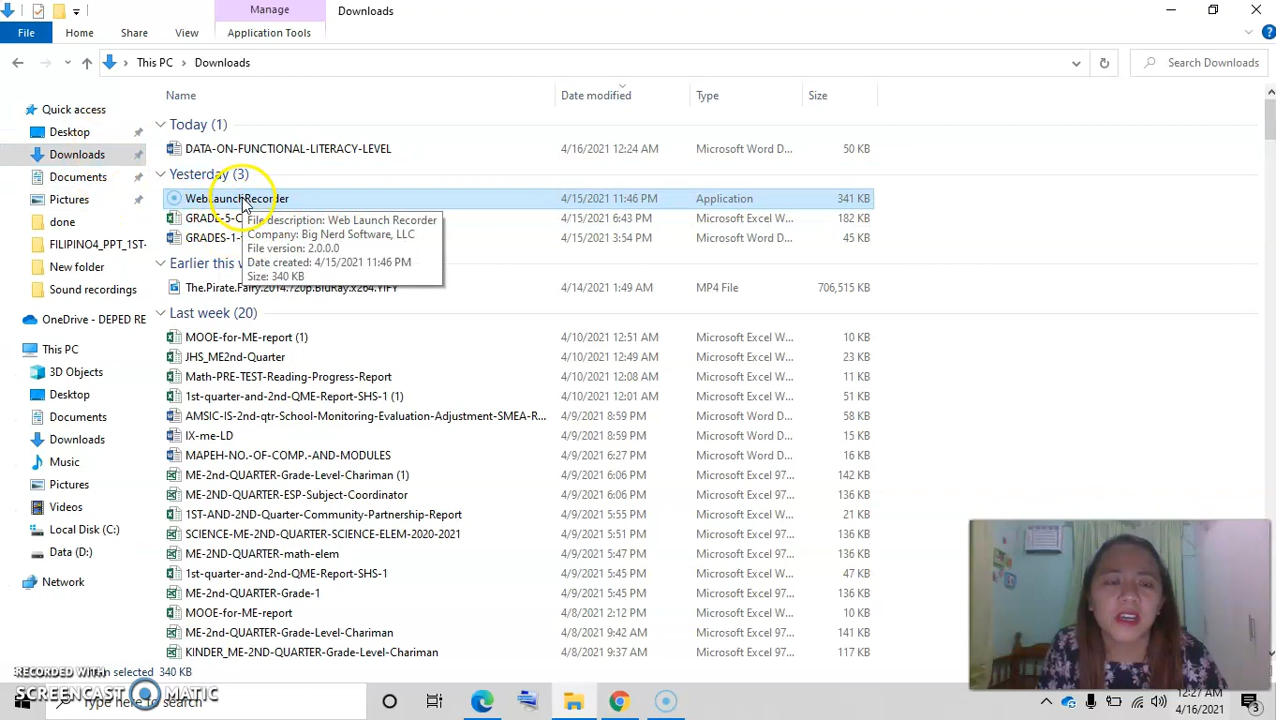 Manage
Downloads
File
Home
Share
View
Application Tools
This PC
Downloads
Search Downloads
Name
Date modified
Type
Size
Quick access
Desktop
Downloads
Documents
Pictures
done
FILIPINO4_PPT_1ST-
New folder
Sound recordings
OneDrive - DEPED RE
This PC
3D Objects
Desktop
Documents
Downloads
Music
Pictures
Videos
Local Disk (C:)
Data (D:)
Network
Today (1)
DATA-ON-FUNCTIONAL-LITERACY-LEVEL 4/16/2021 12:24 AM Microsoft Word D... 50 KB
Yesterday (3)
WebLaunchRecorder 4/15/2021 11:46 PM Application 341 KB
GRADE-5- 4/15/2021 6:43 PM Microsoft Excel W... 182 KB
GRADES-1- 4/15/2021 3:54 PM Microsoft Word D... 45 KB
File description: Web Launch Recorder
Company: Big Nerd Software, LLC
File version: 2.0.0.0
Date created: 4/15/2021 11:46 PM
Size: 340 KB
Earlier this
The.Pirate.Fairy.2014.720p.BluRay.x264.YIFY 4/14/2021 1:49 AM MP4 File 706,515 KB
Last week (20)
MOOE-for-ME-report (1) 4/10/2021 12:51 AM Microsoft Excel W... 10 KB
JHS_ME2nd-Quarter 4/10/2021 12:49 AM Microsoft Excel W... 23 KB
Math-PRE-TEST-Reading-Progress-Report 4/10/2021 12:08 AM Microsoft Excel W... 11 KB
1st-quarter-and-2nd-QME-Report-SHS-1 (1) 4/10/2021 12:01 AM Microsoft Excel W... 51 KB
AMSIC-IS-2nd-qtr-School-Monitoring-Evaluation-Adjustment-SMEA-R... 4/9/2021 8:59 PM Microsoft Word D... 58 KB
IX-me-LD 4/9/2021 8:59 PM Microsoft Word D... 15 KB
MAPEH-NO.-OF-COMP.-AND-MODULES 4/9/2021 6:27 PM Microsoft Word D... 16 KB
ME-2nd-QUARTER-Grade-Level-Chariman (1) 4/9/2021 6:06 PM Microsoft Excel 97... 142 KB
ME-2ND-QUARTER-ESP-Subject-Coordinator 4/9/2021 6:06 PM Microsoft Excel 97... 136 KB
1ST-AND-2ND-Quarter-Community-Partnership-Report 4/9/2021 5:55 PM Microsoft Excel W... 21 KB
SCIENCE-ME-2ND-QUARTER-SCIENCE-ELEM-2020-2021 4/9/2021 5:51 PM Microsoft Excel 97... 136 KB
ME-2ND-QUARTER-math-elem 4/9/2021 5:47 PM Microsoft Excel 97... 136 KB
1st-quarter-and-2nd-QME-Report-SHS-1 4/9/2021 5:45 PM Microsoft Excel W... 47 KB
ME-2nd-QUARTER-Grade-1 4/9/2021 5:45 PM Microsoft Excel 97... 136 KB
MOOE-for-ME-report 4/8/2021 2:12 PM Microsoft Excel W... 10 KB
ME-2nd-QUARTER-Grade-Level-Chariman 4/8/2021 9:42 AM Microsoft Excel 97... 141 KB
KINDER_ME-2ND-QUARTER-Grade-Level-Chariman 4/8/2021 9:37 AM Microsoft Excel 97... 117 KB
selected 340 KB
RECORDED WITH
SCREENCAST MATIC
Type here to search
12:27 AM
4/16/2021
3